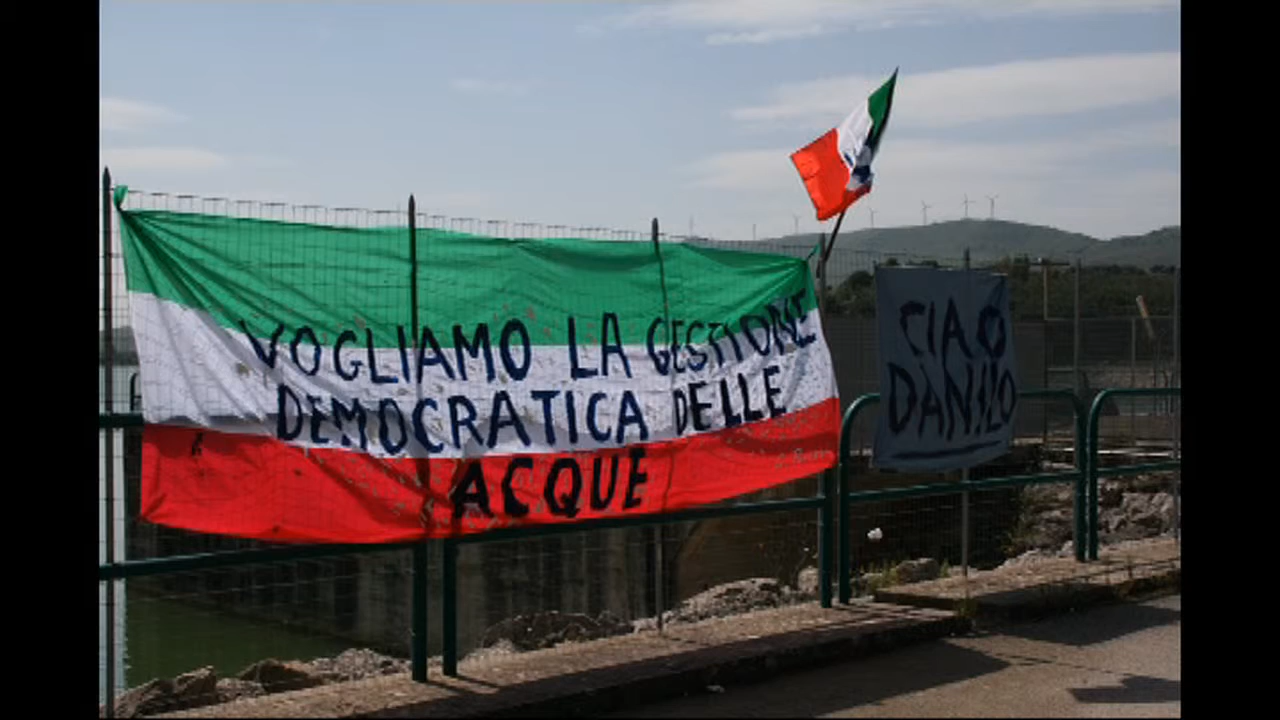 VOGLIAMO LA GESTIONE
DEMOCRATICA DELLE
ACQUE
CIAO
DANILO